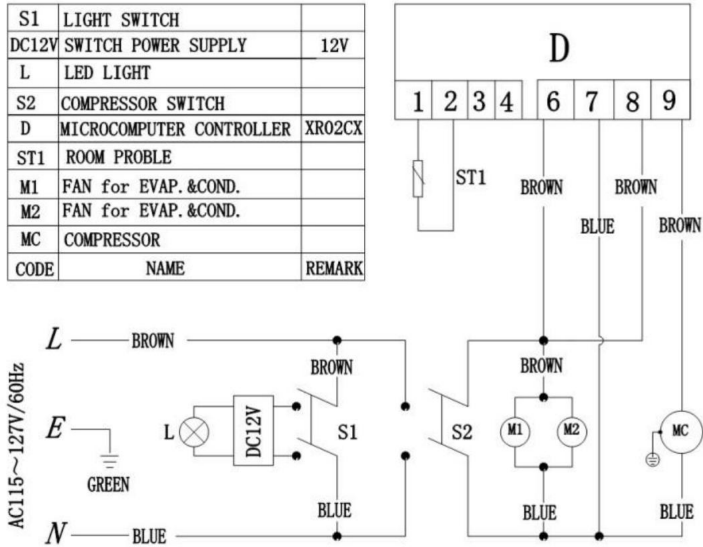 S1 LIGHT SWITCH
DC12V SWITCH POWER SUPPLY 12V
L LED LIGHT
S2 COMPRESSOR SWITCH
D MICROCOMPUTER CONTROLLER XR02CX
ST1 ROOM PROBLE
M1 FAN for EVAP.&COND.
M2 FAN for EVAP.&COND.
MC COMPRESSOR
CODE NAME REMARK
D
1 2 3 4 6 7 8 9
ST1
BROWN BROWN
BLUE BROWN
AC115~127V/60Hz
L BROWN
BROWN BROWN
E L DC12V S1 S2 M1 M2 MC
GREEN
BLUE BLUE BLUE
N BLUE